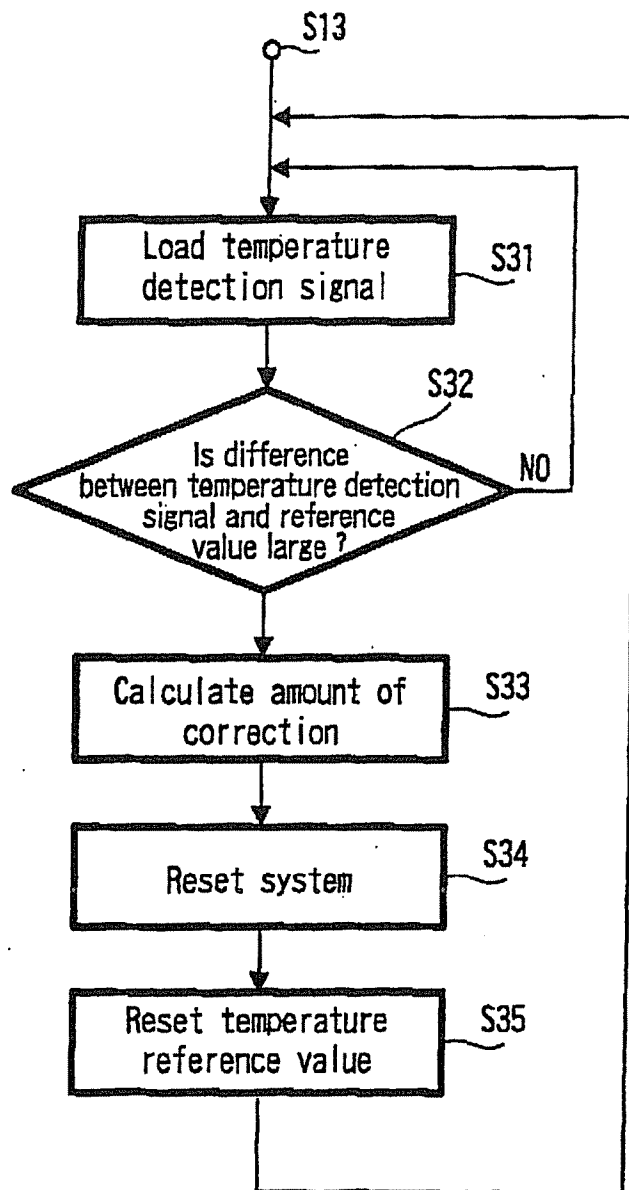 S13
Load temperature
detection signal
S31
S32
Is difference
between temperature detection
signal and reference
value large ?
NO
Calculate amount of
correction
S33
Reset system
S34
Reset temperature
reference value
S35